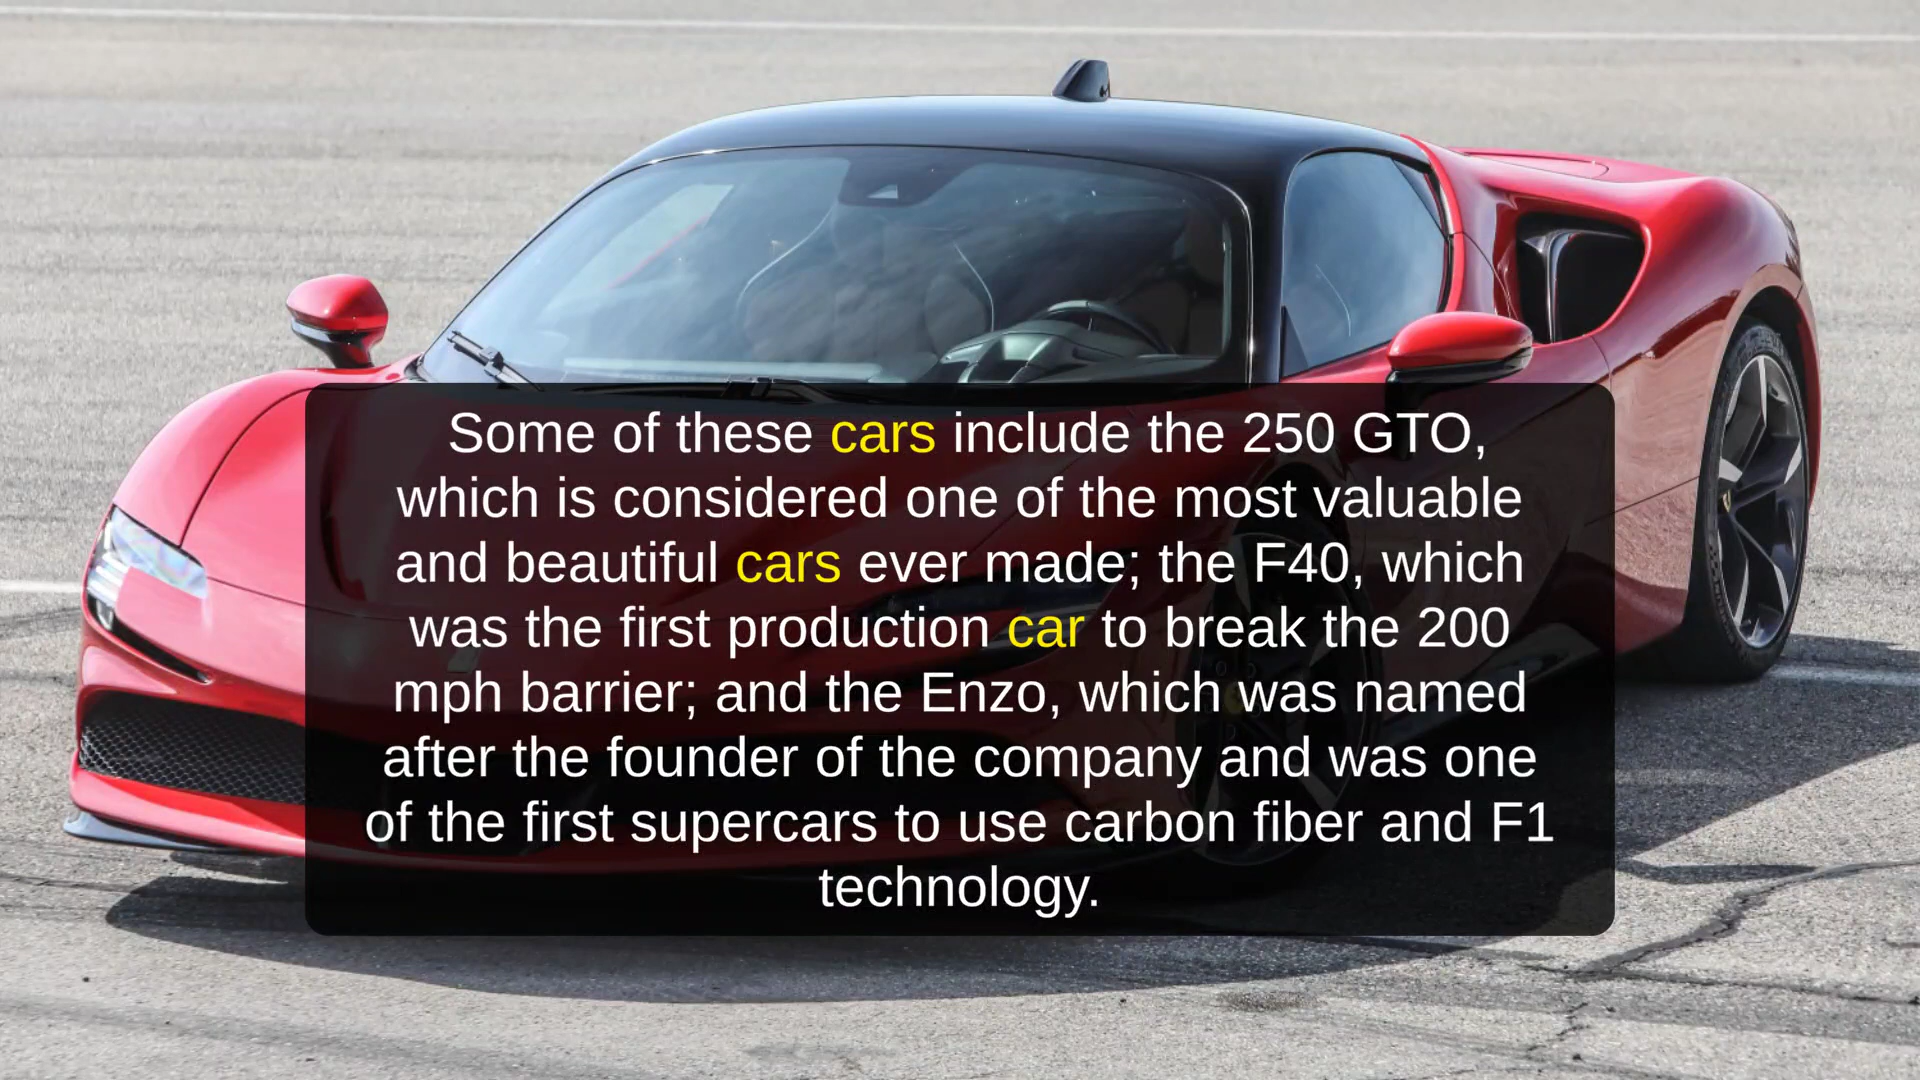 Some of these cars include the 250 GTO,
which is considered one of the most valuable
and beautiful cars ever made; the F40, which
was the first production car to break the 200
mph barrier; and the Enzo, which was named
after the founder of the company and was one
of the first supercars to use carbon fiber and F1
technology.